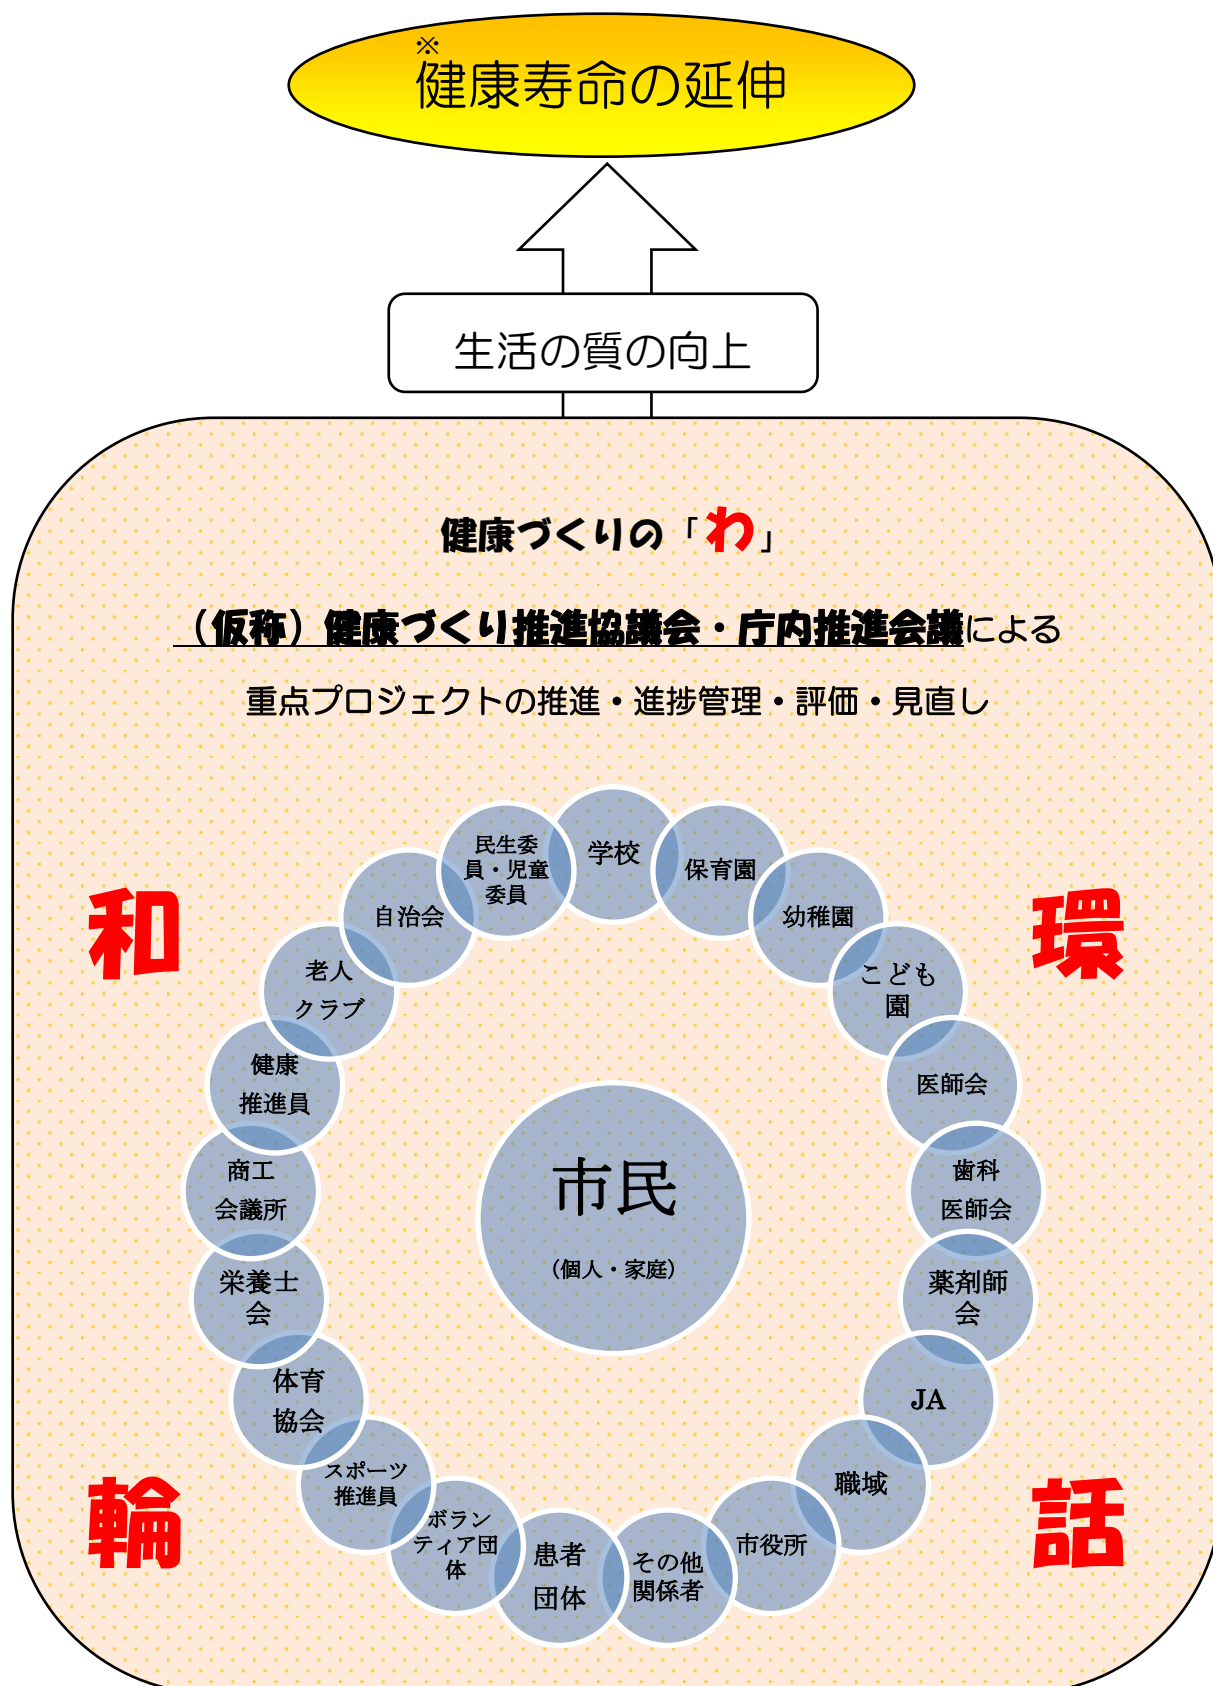 ※
健康寿命の延伸
生活の質の向上
健康づくりの「わ」
（仮称）健康づくり推進協議会・庁内推進会議による
重点プロジェクトの推進・進捗管理・評価・見直し
和
環
学校
保育園
幼稚園
こども
園
医師会
歯科
医師会
薬剤師
会
JA
職域
市役所
その他
関係者
患者
団体
ボラン
ティア団
体
スポーツ
推進員
体育
協会
栄養士
会
商工
会議所
健康
推進員
老人
クラブ
自治会
民生委
員・児童
委員
市民
（個人・家庭）
輪
話